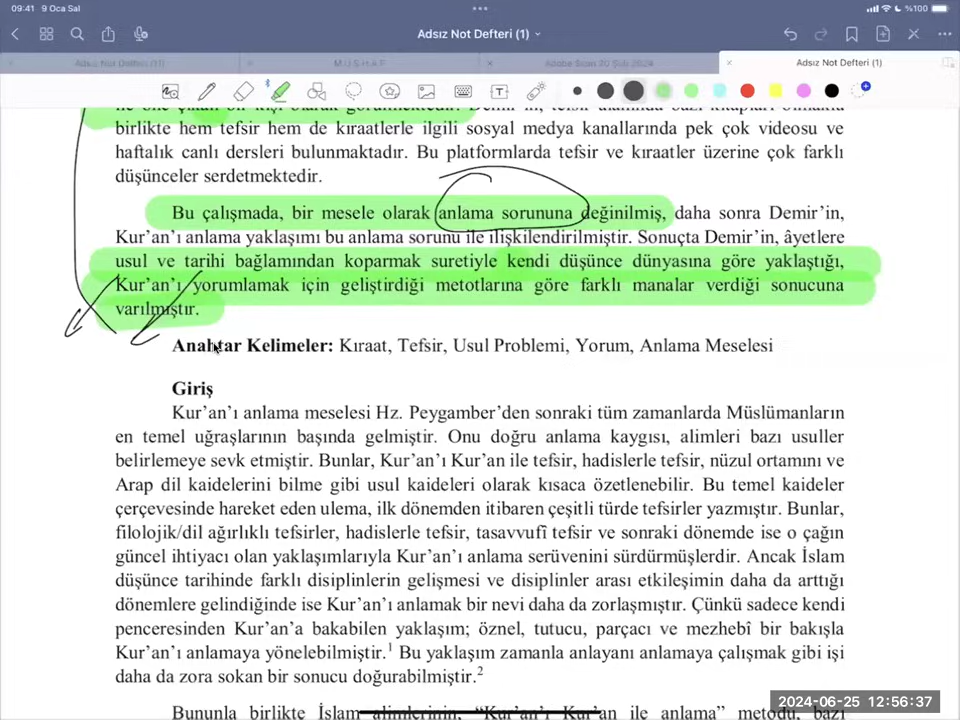 09:41 9 Oca Sal
%100
Adsız Not Defteri (1)
Adsız Not Defteri (1)
M U S H A F
Adobe Scan 20 Şub 2024
Adsız Not Defteri (1)
birlikte hem tefsir hem de kıraatlerle ilgili sosyal medya kanallarında pek çok videosu ve
haftalık canlı dersleri bulunmaktadır. Bu platformlarda tefsir ve kıraatler üzerine çok farklı
düşünceler serdetmektedir.
Bu çalışmada, bir mesele olarak anlama sorununa değinilmiş, daha sonra Demir’in,
Kur’an’ı anlama yaklaşımı bu anlama sorunu ile ilişkilendirilmiştir. Sonuçta Demir’in, âyetlere
usul ve tarihi bağlamından koparmak suretiyle kendi düşünce dünyasına göre yaklaştığı,
Kur’an’ı yorumlamak için geliştirdiği metotlarına göre farklı manalar verdiği sonucuna
varılmıştır.
Anahtar Kelimeler: Kıraat, Tefsir, Usul Problemi, Yorum, Anlama Meselesi
Giriş
Kur’an’ı anlama meselesi Hz. Peygamber’den sonraki tüm zamanlarda Müslümanların
en temel uğraşlarının başında gelmiştir. Onu doğru anlama kaygısı, alimleri bazı usuller
belirlemeye sevk etmiştir. Bunlar, Kur’an’ı Kur’an ile tefsir, hadislerle tefsir, nüzul ortamını ve
Arap dil kaidelerini bilme gibi usul kaideleri olarak kısaca özetlenebilir. Bu temel kaideler
çerçevesinde hareket eden ulema, ilk dönemden itibaren çeşitli türde tefsirler yazmıştır. Bunlar,
filolojik/dil ağırlıklı tefsirler, hadislerle tefsir, tasavvufî tefsir ve sonraki dönemde ise o çağın
güncel ihtiyacı olan yaklaşımlarıyla Kur’an’ı anlama serüvenini sürdürmüşlerdir. Ancak İslam
düşünce tarihinde farklı disiplinlerin gelişmesi ve disiplinler arası etkileşimin daha da arttığı
dönemlere gelindiğinde ise Kur’an’ı anlamak bir nevi daha da zorlaşmıştır. Çünkü sadece kendi
penceresinden Kur’an’a bakabilen yaklaşım; öznel, tutucu, parçacı ve mezhebî bir bakışla
Kur’an’ı anlamaya yönelebilmiştir.1 Bu yaklaşım zamanla anlayanı anlamaya çalışmak gibi işi
daha da zora sokan bir sonucu doğurabilmiştir.2
Bununla birlikte İslam alimlerinin, “Kur’an’ı Kur’an ile anlama” metodu, bazı
2024-06-25 12:56:37